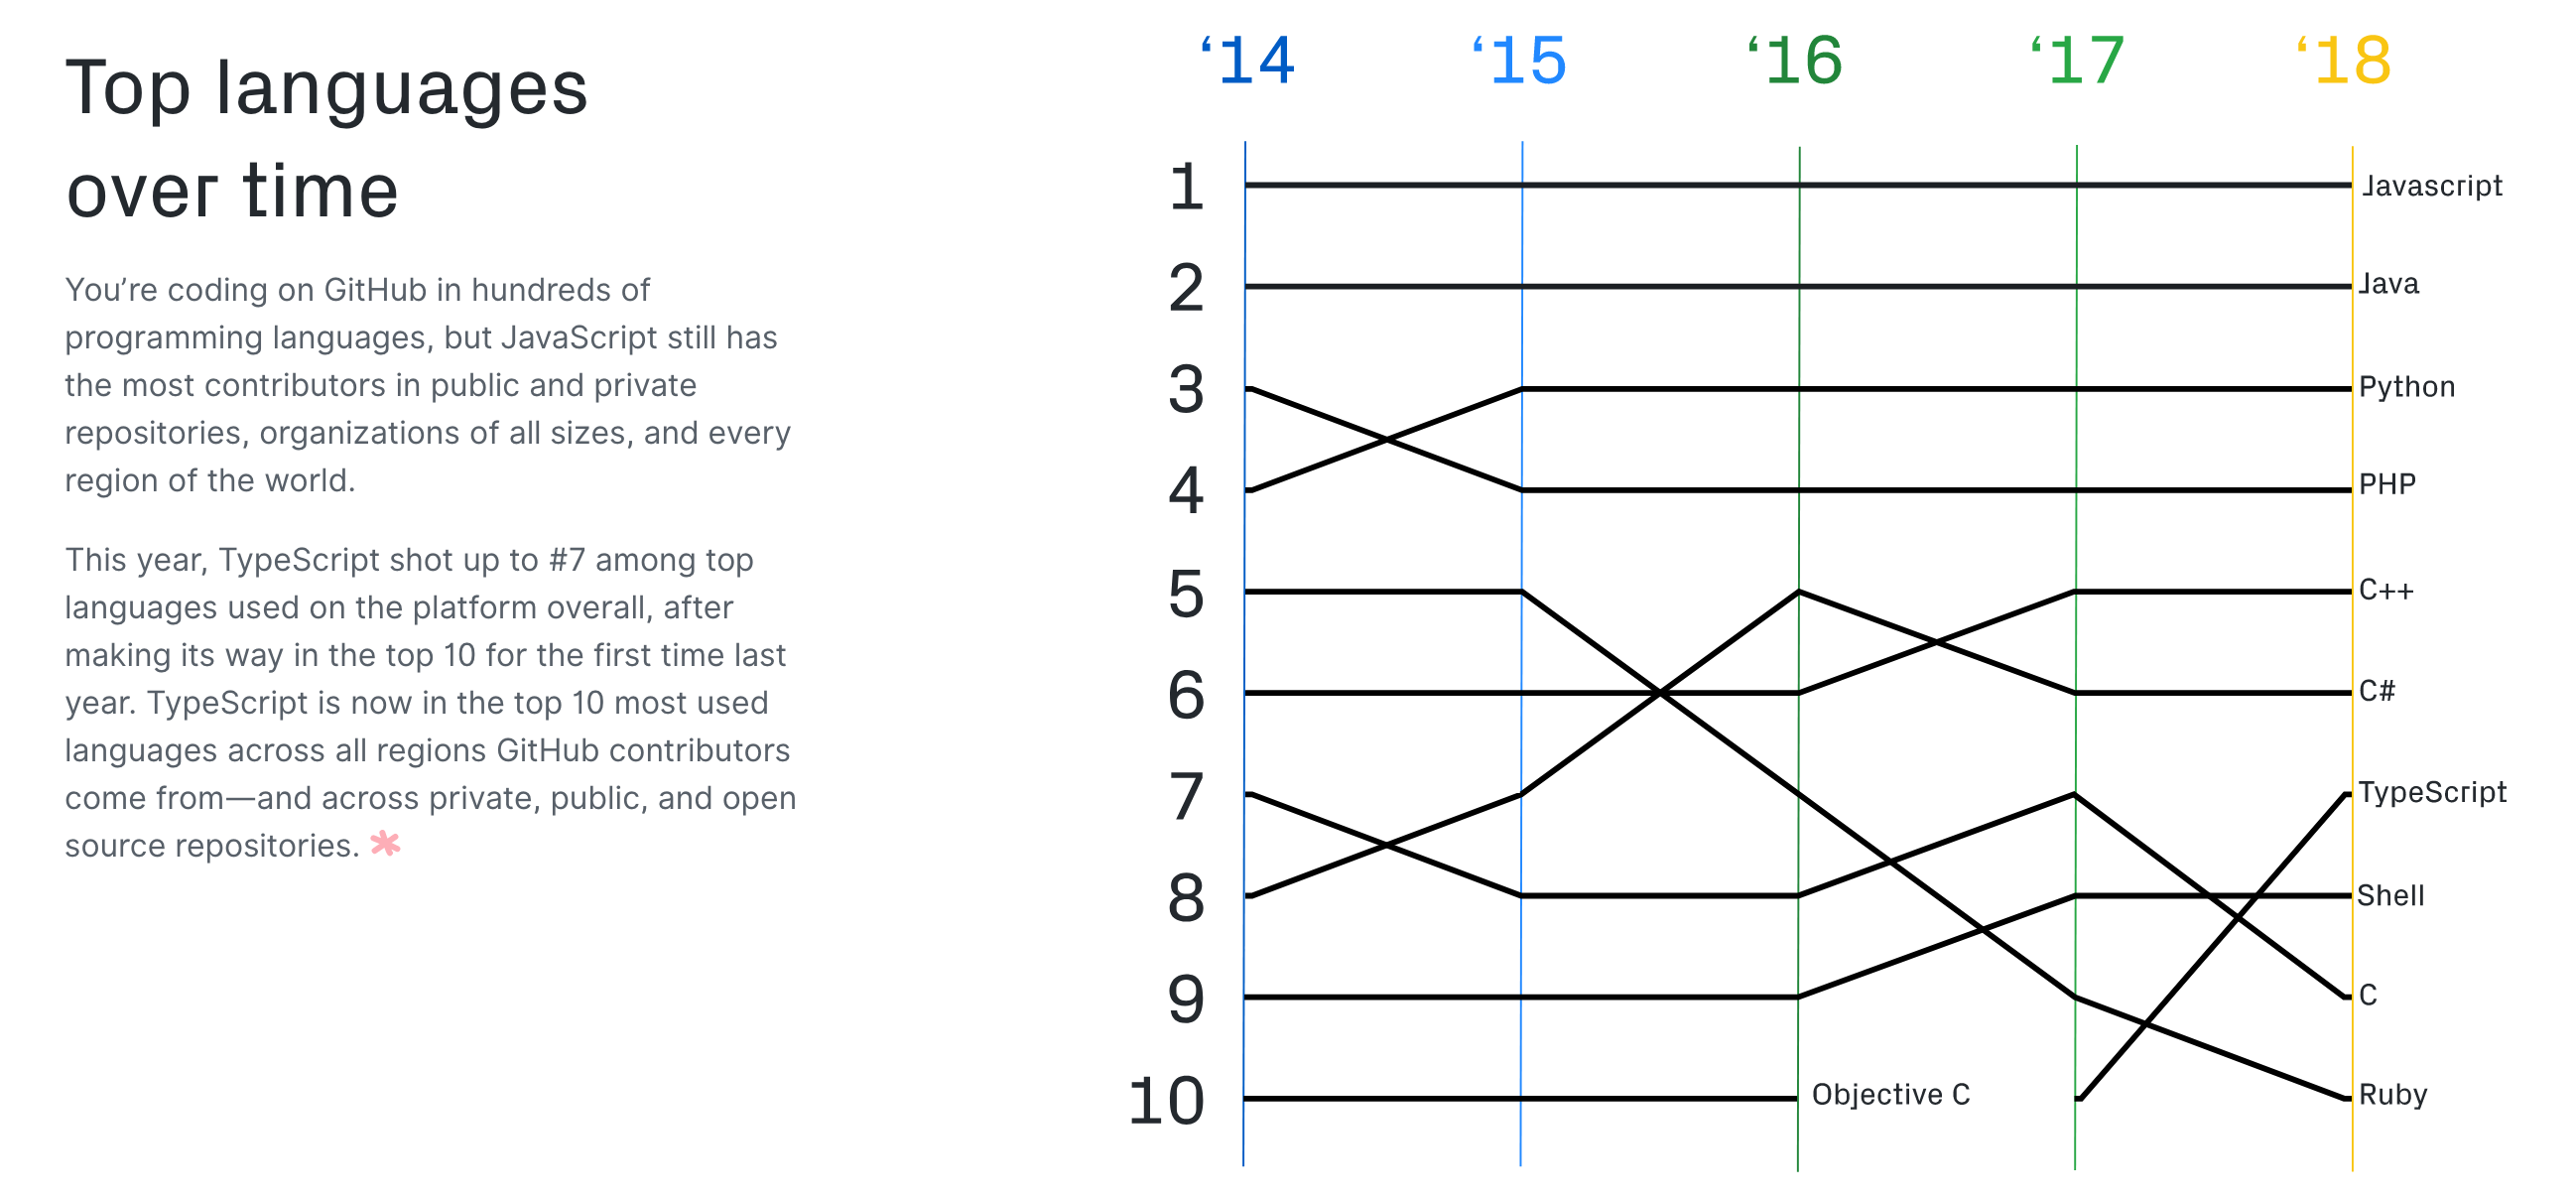 Top languages
over time
You’re coding on GitHub in hundreds of
programming languages, but JavaScript still has
the most contributors in public and private
repositories, organizations of all sizes, and every
region of the world.
This year, TypeScript shot up to #7 among top
languages used on the platform overall, after
making its way in the top 10 for the first time last
year. TypeScript is now in the top 10 most used
languages across all regions GitHub contributors
come from—and across private, public, and open
source repositories.
‘14 ‘15 ‘16 ‘17 ‘18
1 Javascript
2 Java
3 Python
4 PHP
5 C++
6 C#
7 TypeScript
8 Shell
9 C
10 Objective C Ruby